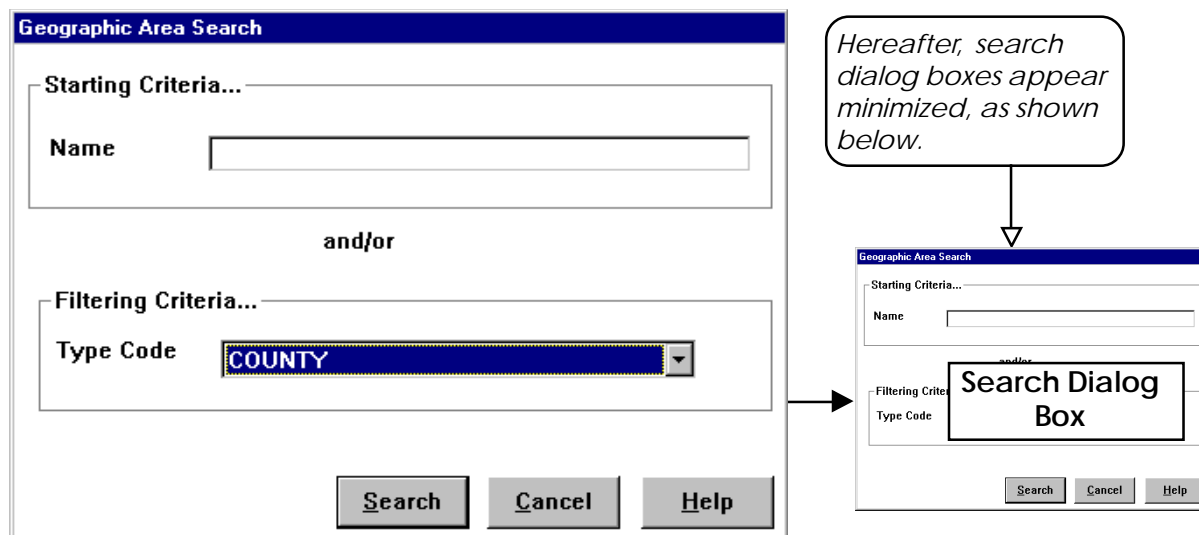 Geographic Area Search
Starting Criteria...
Name
and/or
Filtering Criteria...
Type Code
COUNTY
Search
Cancel
Help
Hereafter, search
dialog boxes appear
minimized, as shown
below.
Geographic Area Search
Starting Criteria...
Name
and/or
Filtering Criter
Type Code
Search Dialog
Box
Search
Cancel
Help